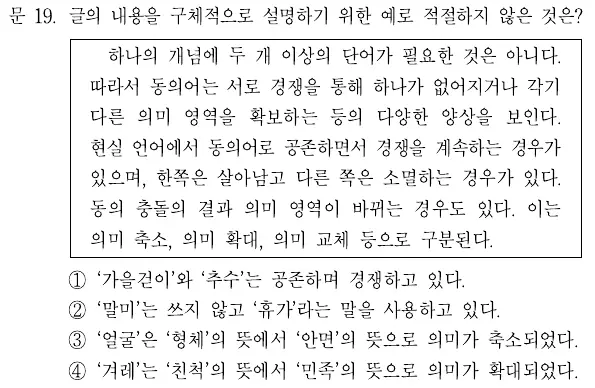 문 19. 글의 내용을 구체적으로 설명하기 위한 예로 적절하지 않은 것은?
하나의 개념에 두 개 이상의 단어가 필요한 것은 아니다.
따라서 동의어는 서로 경쟁을 통해 하나가 없어지거나 각기
다른 의미 영역을 확보하는 등의 다양한 양상을 보인다.
현실 언어에서 동의어로 공존하면서 경쟁을 계속하는 경우가
있으며, 한쪽은 살아남고 다른 쪽은 소멸하는 경우가 있다.
동의 충돌의 결과 의미 영역이 바뀌는 경우도 있다. 이는
의미 축소, 의미 확대, 의미 교체 등으로 구분된다.
① ‘가을걷이’와 ‘추수’는 공존하며 경쟁하고 있다.
② ‘말미’는 쓰지 않고 ‘휴가’라는 말을 사용하고 있다.
③ ‘얼굴’은 ‘형체’의 뜻에서 ‘안면’의 뜻으로 의미가 축소되었다.
④ ‘겨레’는 ‘친척’의 뜻에서 ‘민족’의 뜻으로 의미가 확대되었다.